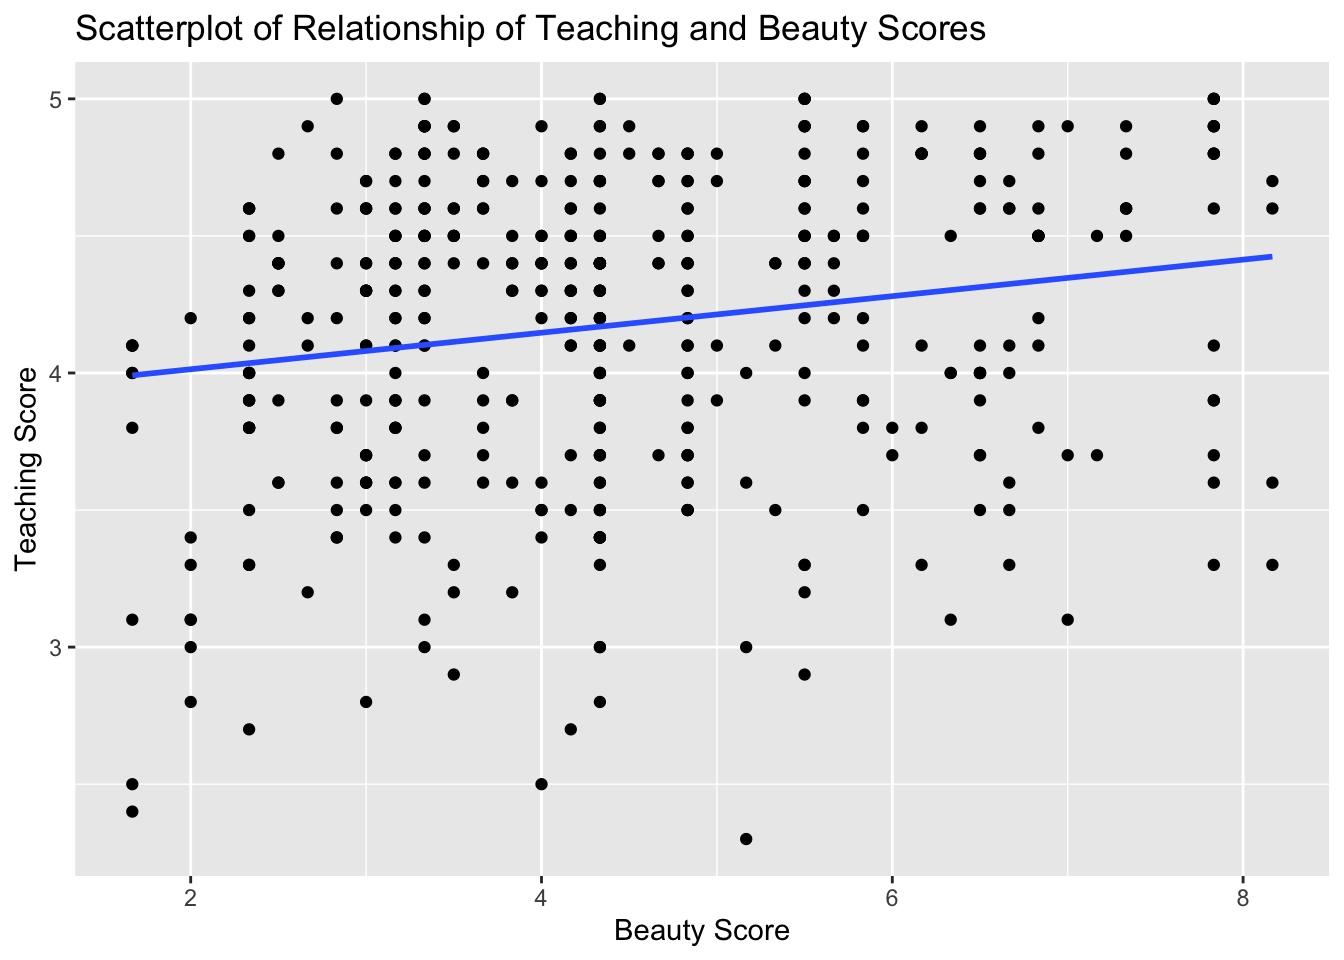 Scatterplot of Relationship of Teaching and Beauty Scores
5
4
3
Teaching Score
2 4 6 8
Beauty Score